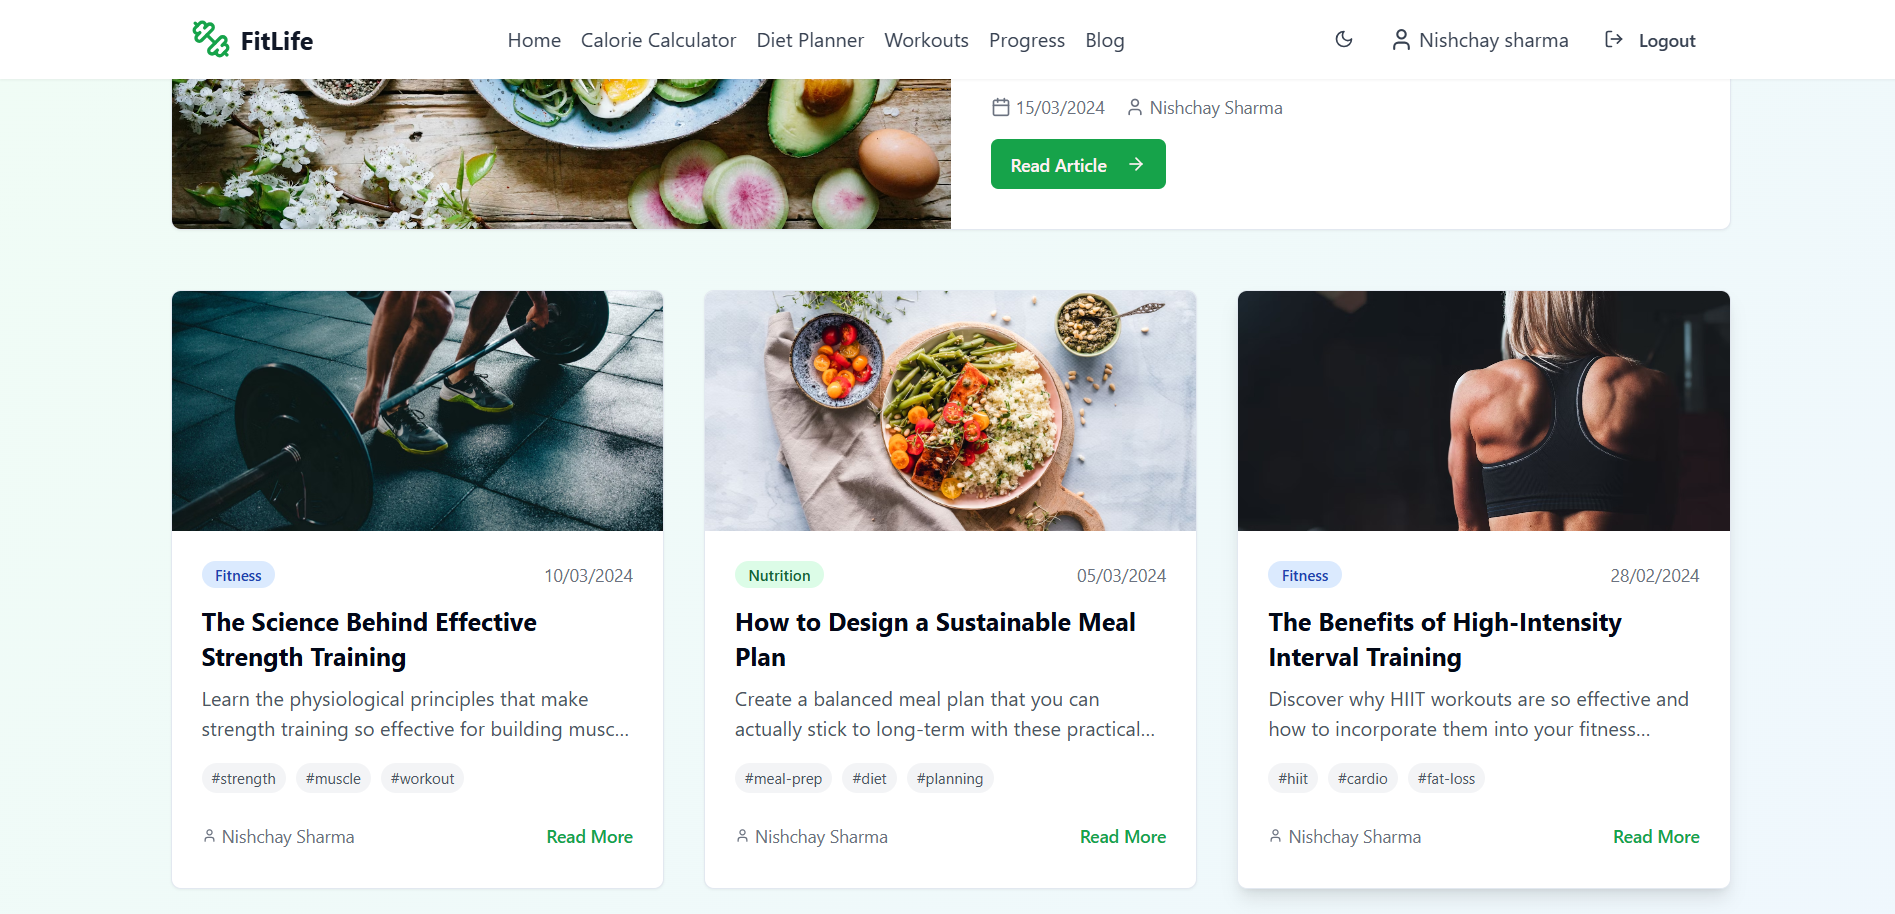 FitLife
Home Calorie Calculator Diet Planner Workouts Progress Blog
Nishchay sharma Logout
15/03/2024 Nishchay Sharma
Read Article
Fitness 10/03/2024
The Science Behind Effective
Strength Training
Learn the physiological principles that make
strength training so effective for building musc...
#strength #muscle #workout
Nishchay Sharma Read More
Nutrition 05/03/2024
How to Design a Sustainable Meal
Plan
Create a balanced meal plan that you can
actually stick to long-term with these practical...
#meal-prep #diet #planning
Nishchay Sharma Read More
Fitness 28/02/2024
The Benefits of High-Intensity
Interval Training
Discover why HIIT workouts are so effective and
how to incorporate them into your fitness...
#hiit #cardio #fat-loss
Nishchay Sharma Read More